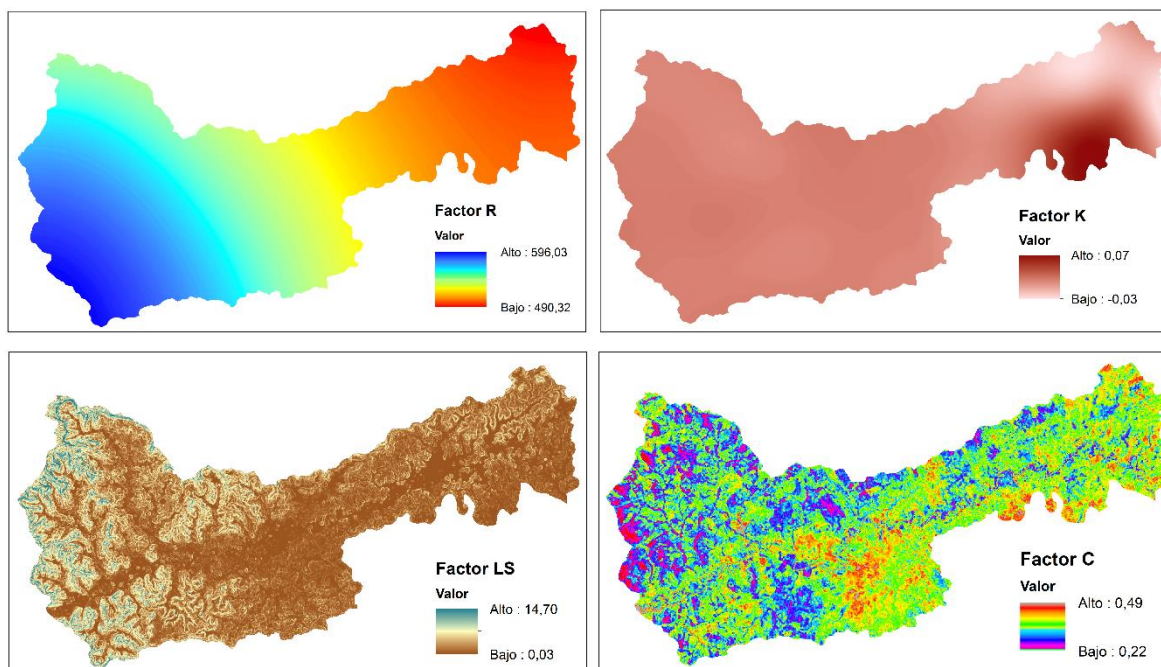 Factor R
Valor
Alto : 596,03
Bajo : 490,32
Factor K
Valor
Alto : 0,07
Bajo : -0,03
Factor LS
Valor
Alto : 14,70
Bajo : 0,03
Factor C
Valor
Alto : 0,49
Bajo : 0,22